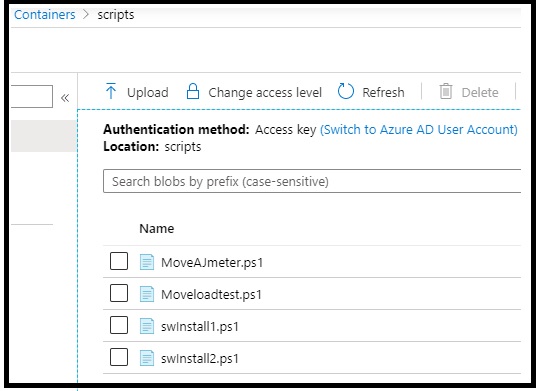 Containers > scripts
« Upload Change access level Refresh Delete
Authentication method: Access key (Switch to Azure AD User Account)
Location: scripts
Search blobs by prefix (case-sensitive)
Name
MoveAJmeter.ps1
Moveloadtest.ps1
swInstall1.ps1
swInstall2.ps1